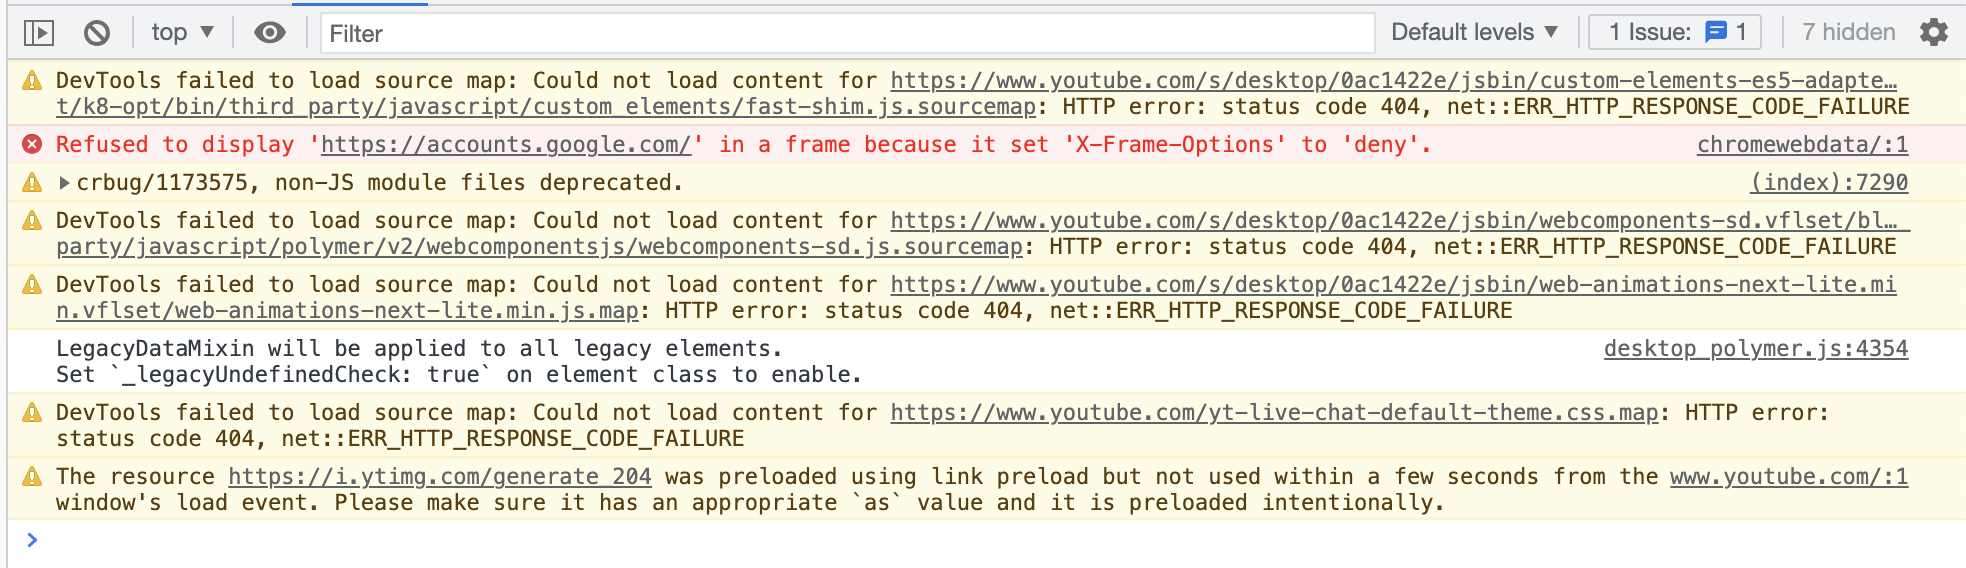 top ▼ Filter Default levels ▼ 1 Issue: 1 7 hidden
DevTools failed to load source map: Could not load content for https://www.youtube.com/s/desktop/0ac1422e/jsbin/custom-elements-es5-adapte…
t/k8-opt/bin/third_party/javascript/custom_elements/fast-shim.js.sourcemap: HTTP error: status code 404, net::ERR_HTTP_RESPONSE_CODE_FAILURE
Refused to display 'https://accounts.google.com/' in a frame because it set 'X-Frame-Options' to 'deny'. chromewebdata/:1
crbug/1173575, non-JS module files deprecated. (index):7290
DevTools failed to load source map: Could not load content for https://www.youtube.com/s/desktop/0ac1422e/jsbin/webcomponents-sd.vflset/bl…_
party/javascript/polymer/v2/webcomponentsjs/webcomponents-sd.js.sourcemap: HTTP error: status code 404, net::ERR_HTTP_RESPONSE_CODE_FAILURE
DevTools failed to load source map: Could not load content for https://www.youtube.com/s/desktop/0ac1422e/jsbin/web-animations-next-lite.mi
n.vflset/web-animations-next-lite.min.js.map: HTTP error: status code 404, net::ERR_HTTP_RESPONSE_CODE_FAILURE
LegacyDataMixin will be applied to all legacy elements. desktop_polymer.js:4354
Set `_legacyUndefinedCheck: true` on element class to enable.
DevTools failed to load source map: Could not load content for https://www.youtube.com/yt-live-chat-default-theme.css.map: HTTP error:
status code 404, net::ERR_HTTP_RESPONSE_CODE_FAILURE
The resource https://i.ytimg.com/generate_204 was preloaded using link preload but not used within a few seconds from the www.youtube.com/:1
window's load event. Please make sure it has an appropriate `as` value and it is preloaded intentionally.